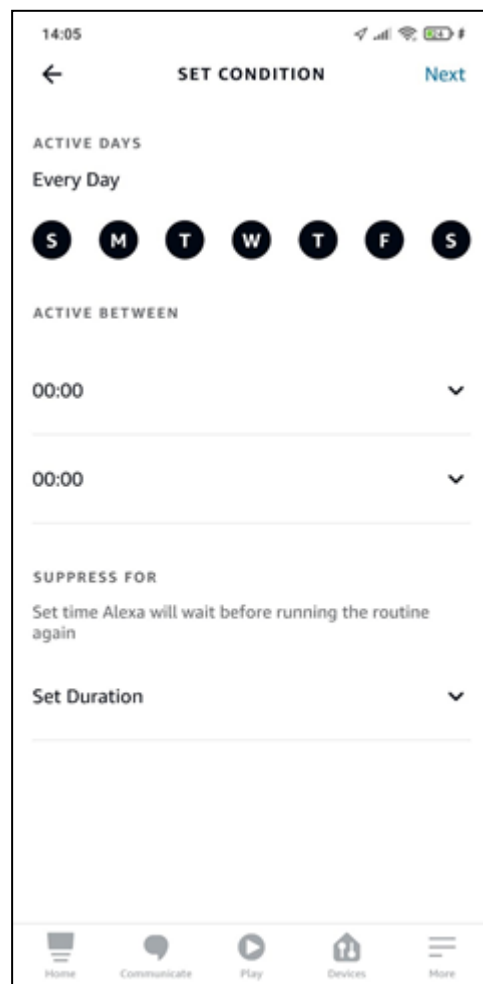 14:05
SET CONDITION Next
ACTIVE DAYS
Every Day
S M T W T F S
ACTIVE BETWEEN
00:00
00:00
SUPPRESS FOR
Set time Alexa will wait before running the routine
again
Set Duration
Home Communicate Play Devices More